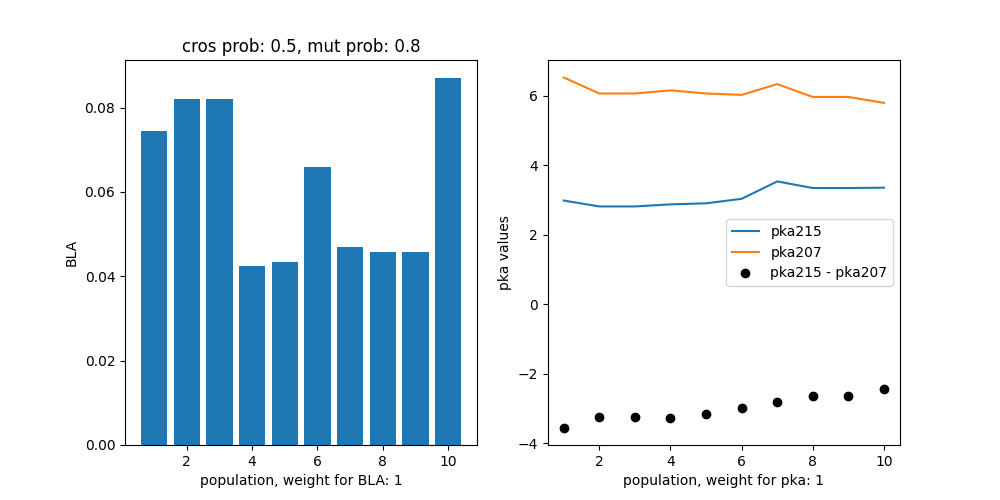 cros prob: 0.5, mut prob: 0.8
BLA
0.08
0.06
0.04
0.02
0.00
2 4 6 8 10
population, weight for BLA: 1
pka values
6
4
2
0
−2
−4
pka215
pka207
pka215 - pka207
2 4 6 8 10
population, weight for pka: 1